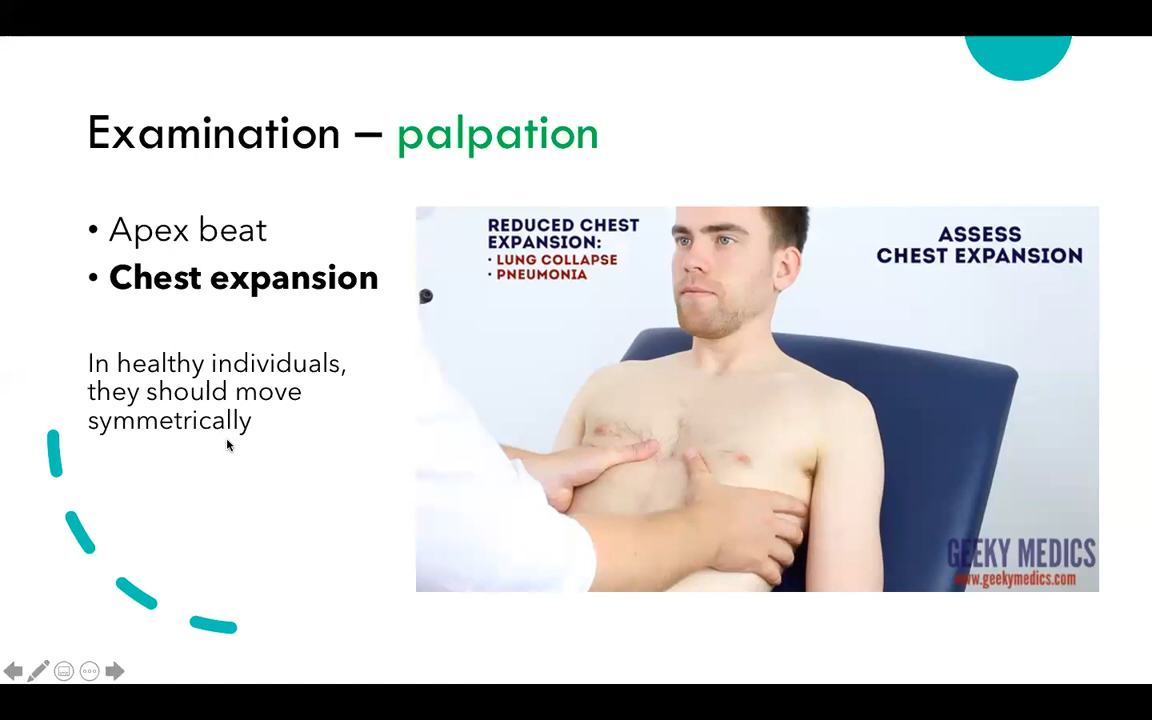 Examination – palpation
• Apex beat
• Chest expansion
In healthy individuals,
they should move
symmetrically
REDUCED CHEST
EXPANSION:
• LUNG COLLAPSE
• PNEUMONIA
ASSESS
CHEST EXPANSION
GEEKY MEDICS
www.geekymedics.com